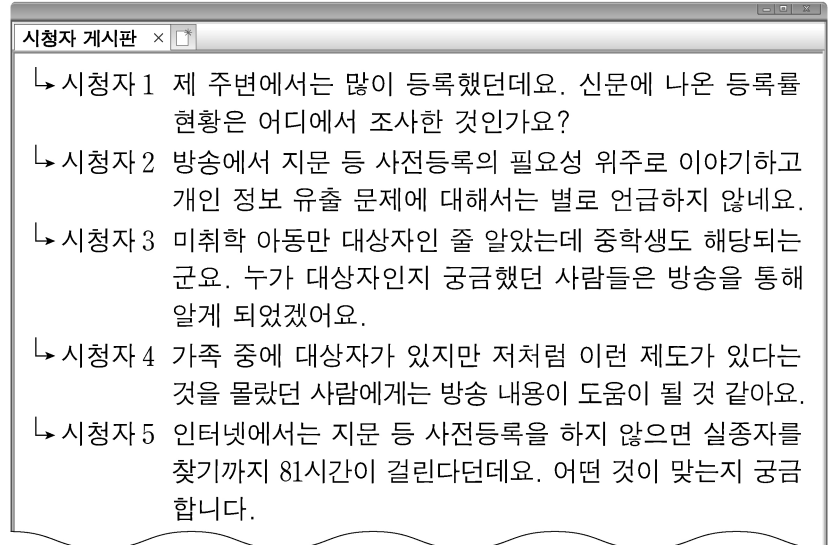 시청자 게시판 ×
시청자 1 제 주변에서는 많이 등록했던데요. 신문에 나온 등록률
현황은 어디에서 조사한 것인가요?
시청자 2 방송에서 지문 등 사전등록의 필요성 위주로 이야기하고
개인 정보 유출 문제에 대해서는 별로 언급하지 않네요.
시청자 3 미취학 아동만 대상자인 줄 알았는데 중학생도 해당되는
군요. 누가 대상자인지 궁금했던 사람들은 방송을 통해
알게 되었겠어요.
시청자 4 가족 중에 대상자가 있지만 저처럼 이런 제도가 있다는
것을 몰랐던 사람에게는 방송 내용이 도움이 될 것 같아요.
시청자 5 인터넷에서는 지문 등 사전등록을 하지 않으면 실종자를
찾기까지 81시간이 걸린다던데요. 어떤 것이 맞는지 궁금
합니다.